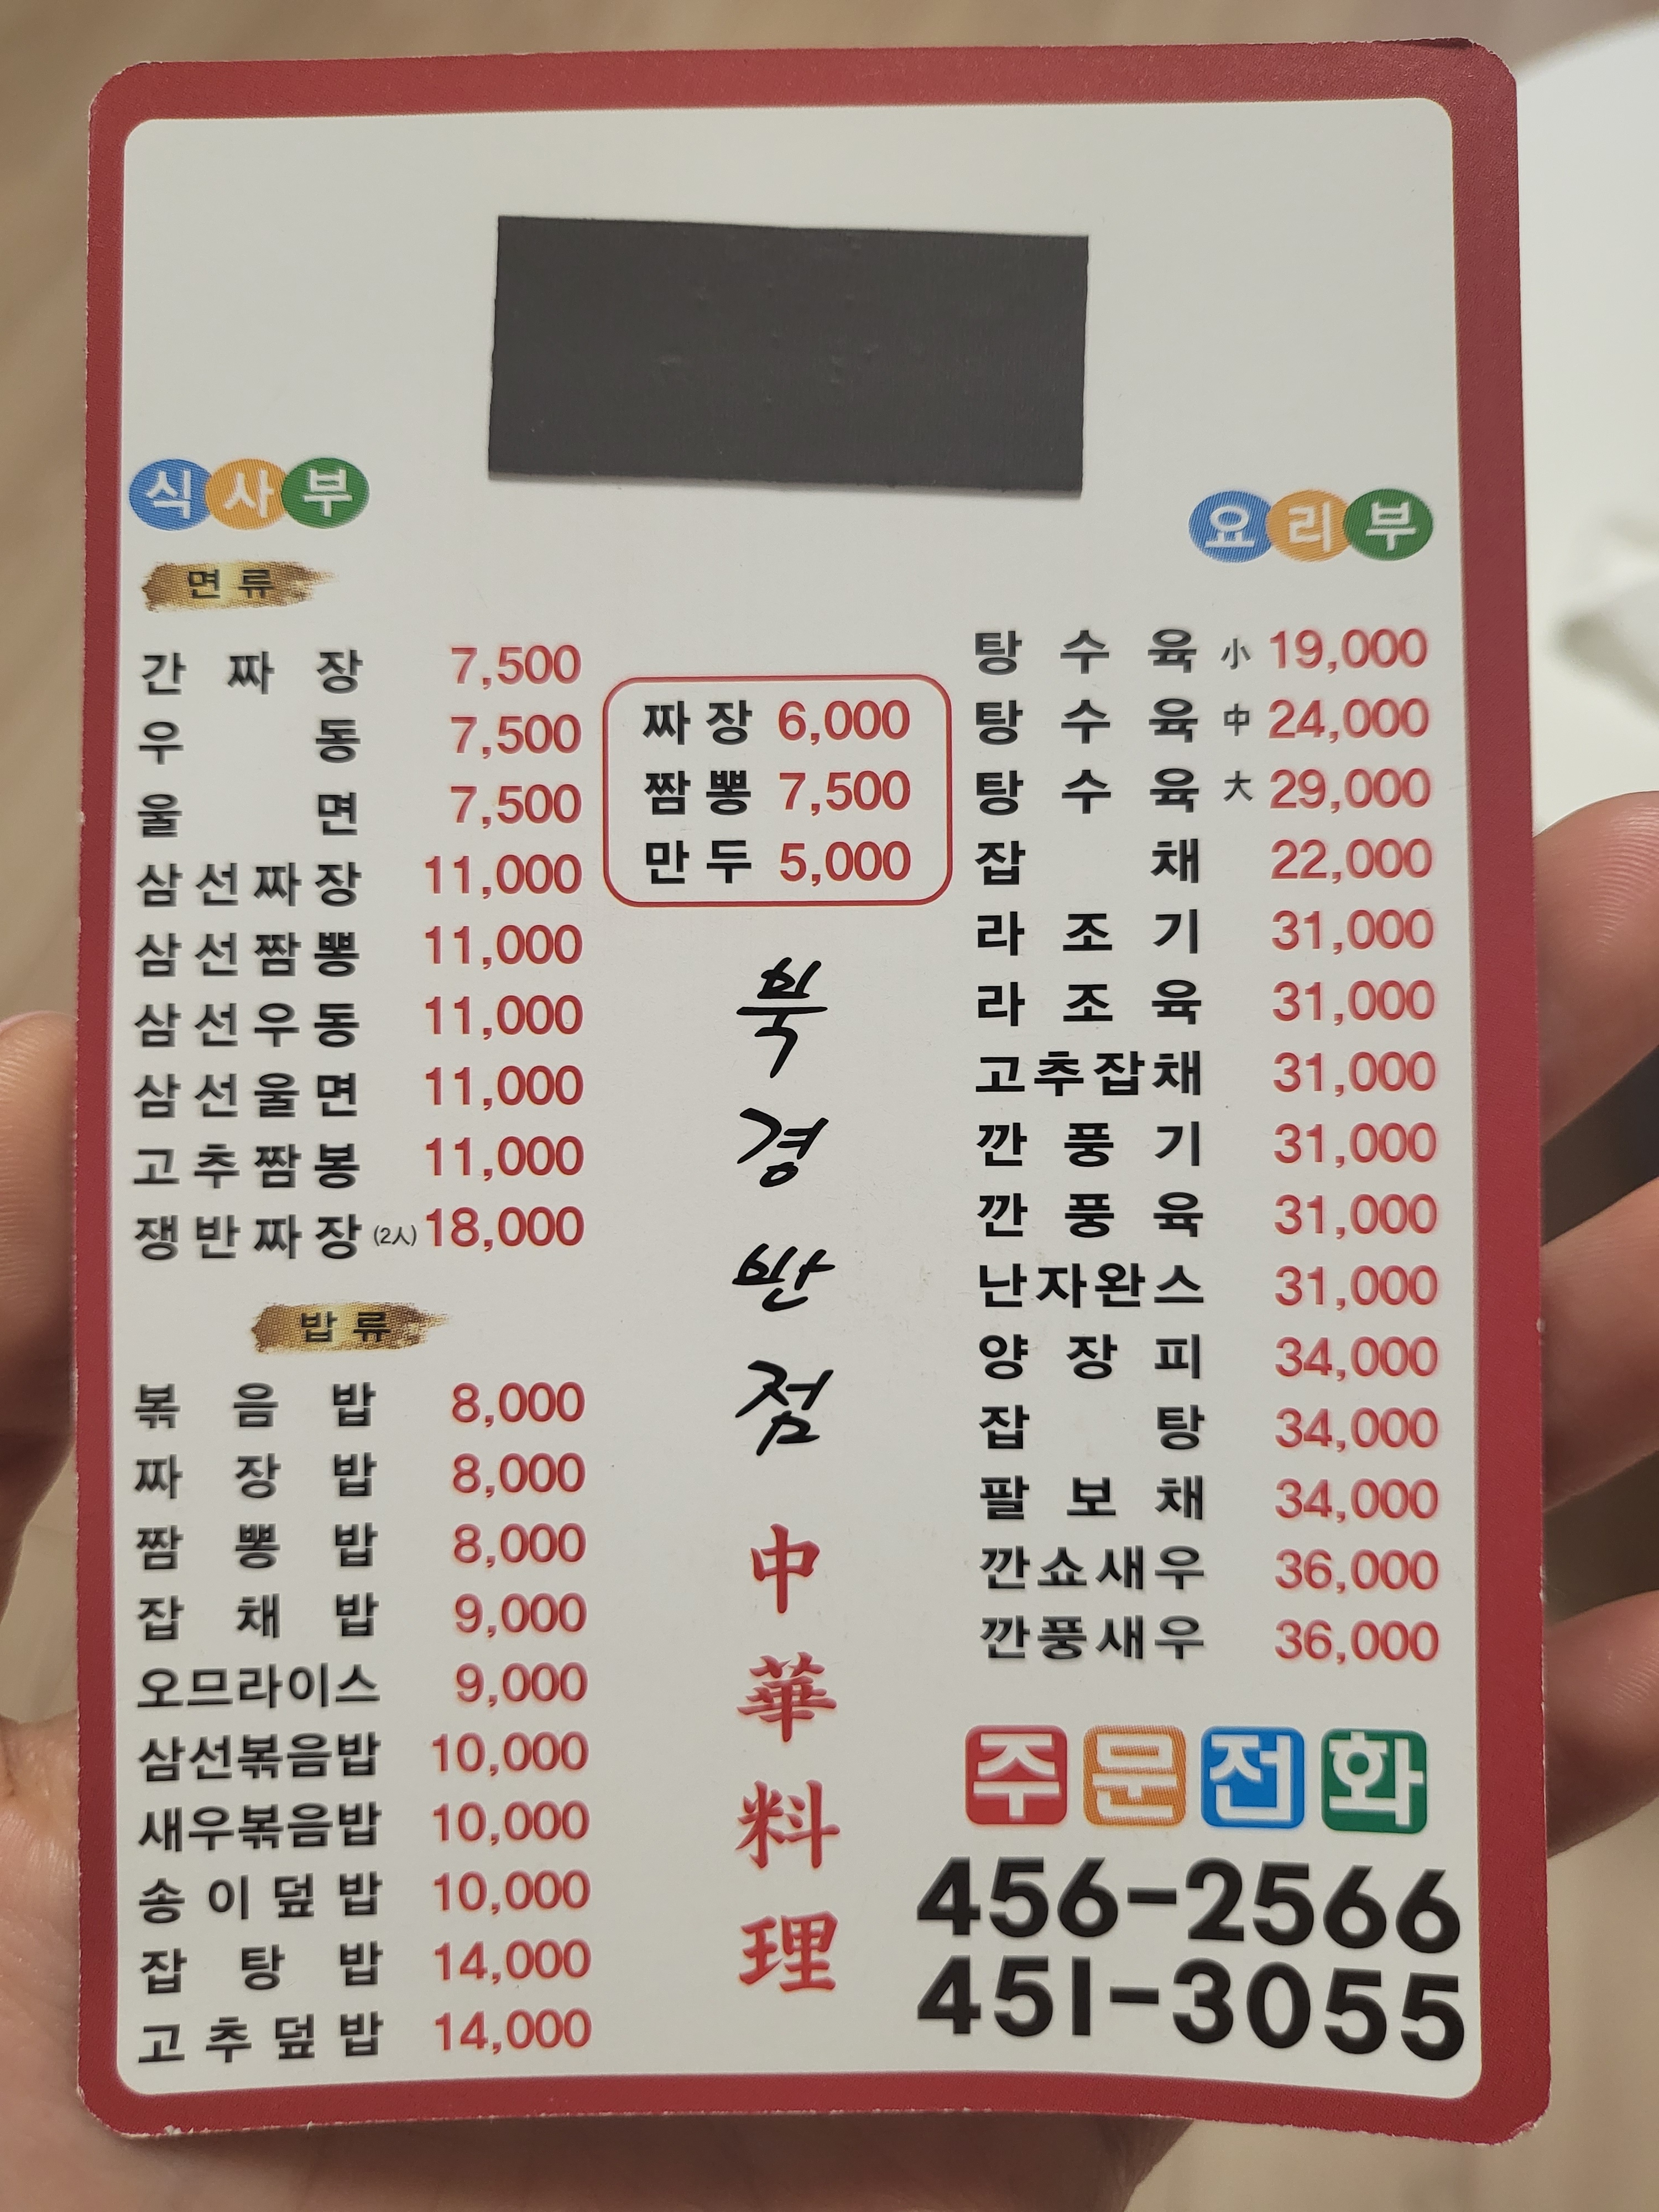 식사부
면류
간짜장 7,500
우동 7,500
울면 7,500
삼선짜장 11,000
삼선짬뽕 11,000
삼선우동 11,000
삼선울면 11,000
고추짬봉 11,000
쟁반짜장 (2人) 18,000
밥류
볶음밥 8,000
짜장밥 8,000
짬뽕밥 8,000
잡채밥 9,000
오므라이스 9,000
삼선볶음밥 10,000
새우볶음밥 10,000
송이덮밥 10,000
잡탕밥 14,000
고추덮밥 14,000
짜장 6,000
짬뽕 7,500
만두 5,000
북경반점
中華料理
요리부
탕수육 小 19,000
탕수육 中 24,000
탕수육 大 29,000
잡채 22,000
라조기 31,000
라조육 31,000
고추잡채 31,000
깐풍기 31,000
깐풍육 31,000
난자완스 31,000
양장피 34,000
잡탕 34,000
팔보채 34,000
깐쇼새우 36,000
깐풍새우 36,000
주문전화
456-2566
451-3055